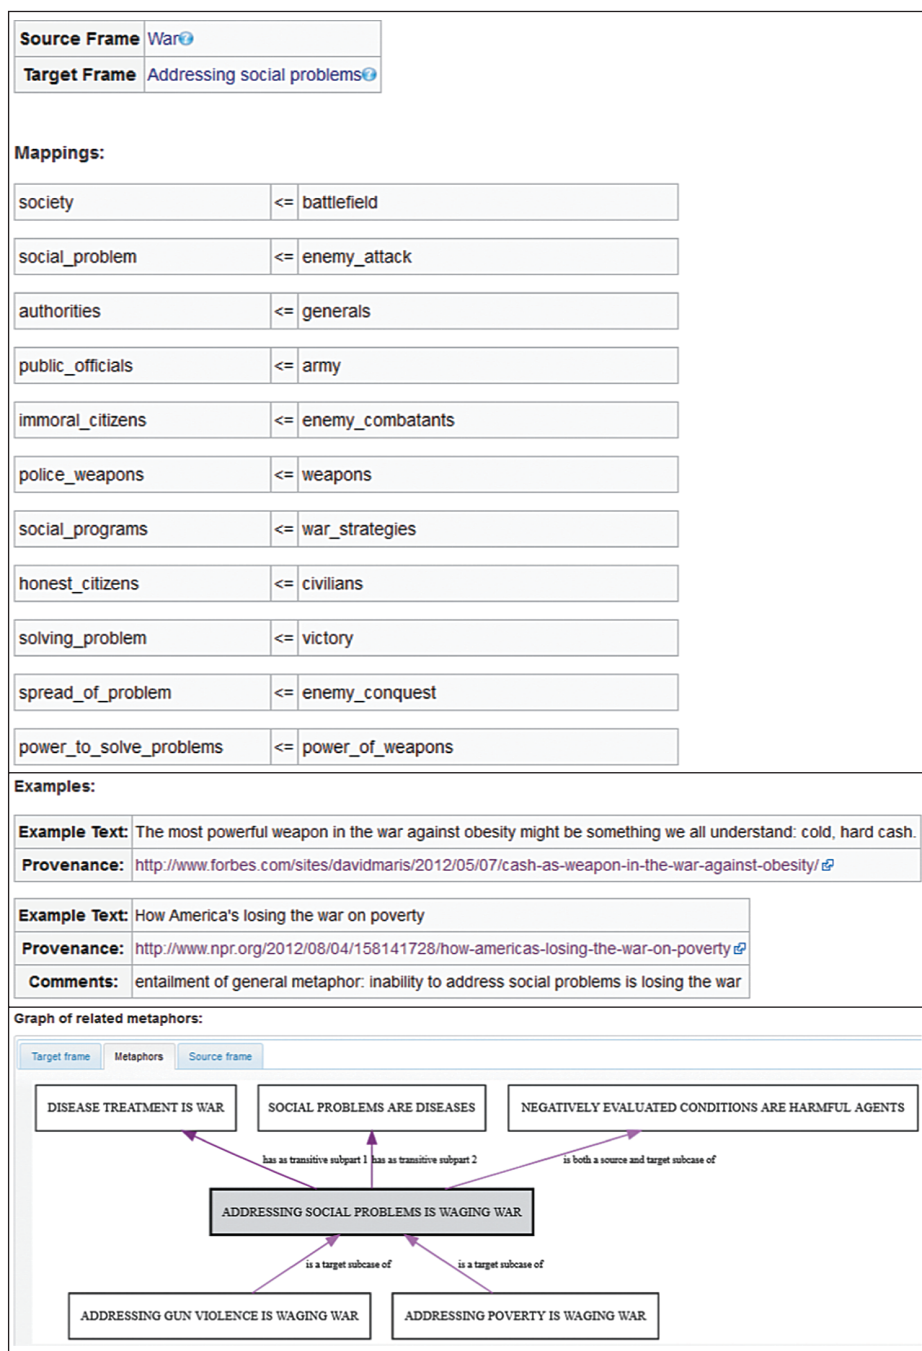 Source Frame War
Target Frame Addressing social problems
Mappings:
society <= battlefield
social_problem <= enemy_attack
authorities <= generals
public_officials <= army
immoral_citizens <= enemy_combatants
police_weapons <= weapons
social_programs <= war_strategies
honest_citizens <= civilians
solving_problem <= victory
spread_of_problem <= enemy_conquest
power_to_solve_problems <= power_of_weapons
Examples:
Example Text: The most powerful weapon in the war against obesity might be something we all understand: cold, hard cash.
Provenance: http://www.forbes.com/sites/davidmaris/2012/05/07/cash-as-weapon-in-the-war-against-obesity/
Example Text: How America's losing the war on poverty
Provenance: http://www.npr.org/2012/08/04/158141728/how-americas-losing-the-war-on-poverty
Comments: entailment of general metaphor: inability to address social problems is losing the war
Graph of related metaphors:
Target frame Metaphors Source frame
DISEASE TREATMENT IS WAR SOCIAL PROBLEMS ARE DISEASES NEGATIVELY EVALUATED CONDITIONS ARE HARMFUL AGENTS
has as transitive subpart 1 has as transitive subpart 2 is both a source and target subcase of
ADDRESSING SOCIAL PROBLEMS IS WAGING WAR
is a target subcase of is a target subcase of
ADDRESSING GUN VIOLENCE IS WAGING WAR ADDRESSING POVERTY IS WAGING WAR